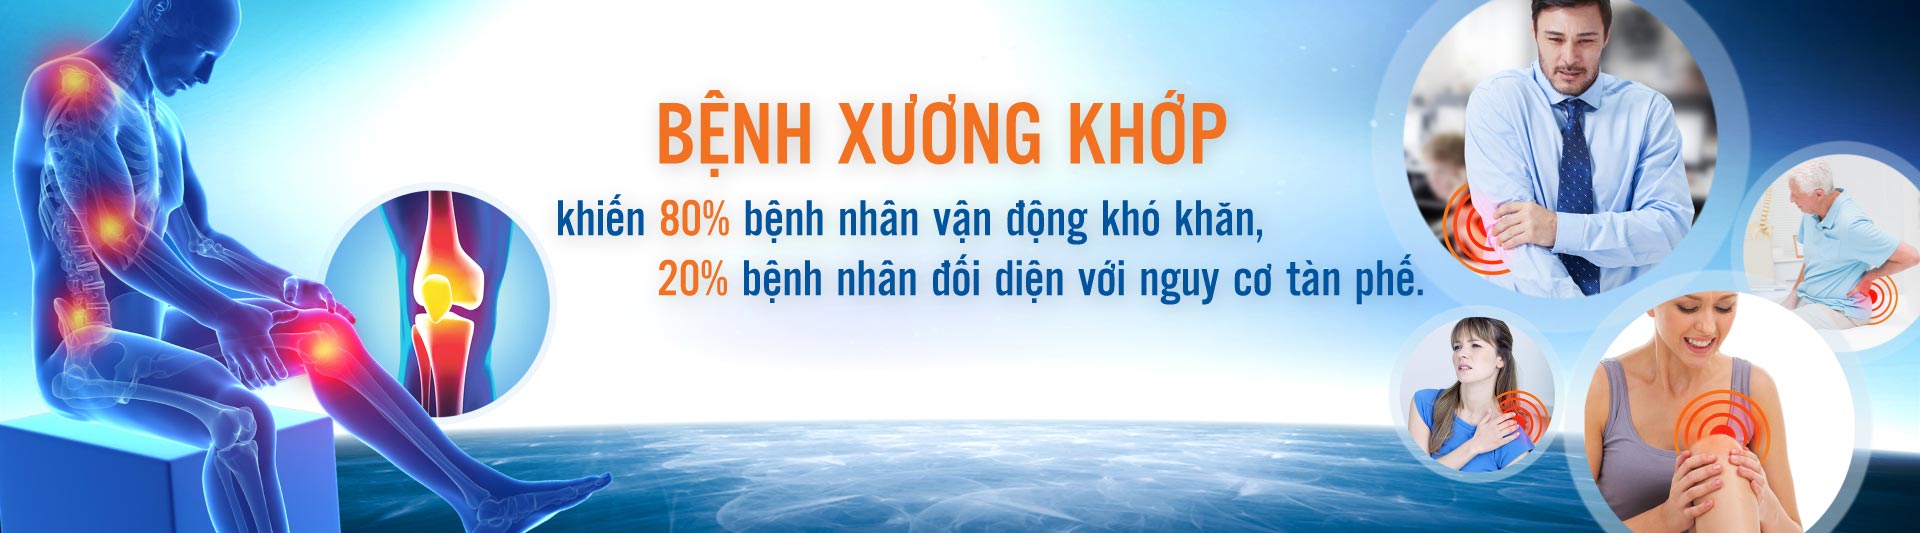 BỆNH XƯƠNG KHỚP
khiến 80% bệnh nhân vận động khó khăn,
20% bệnh nhân đối diện với nguy cơ tàn phế.